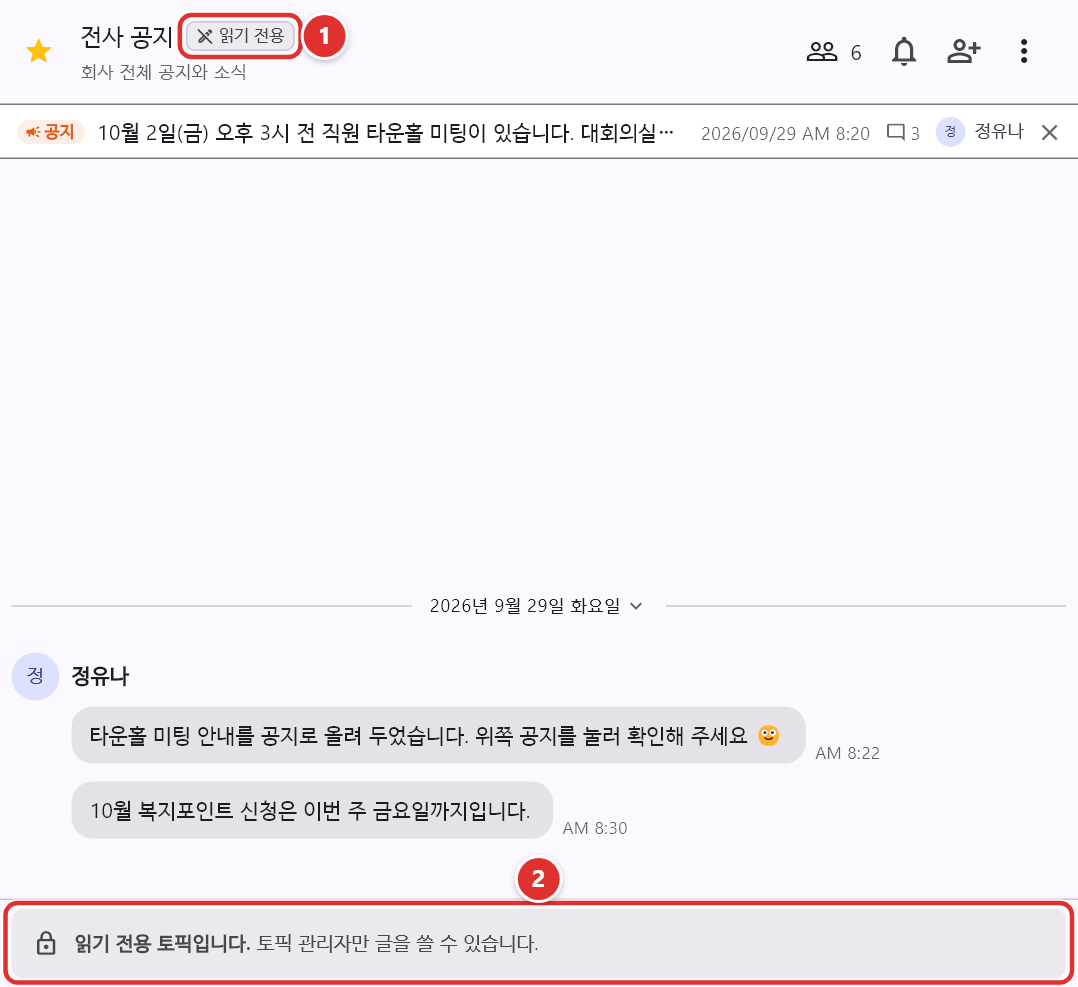 전사 공지 읽기 전용 1
6
회사 전체 공지와 소식
공지 10월 2일(금) 오후 3시 전 직원 타운홀 미팅이 있습니다. 대회의실… 2026/09/29 AM 8:20 3 정 정유나
2026년 9월 29일 화요일
정 정유나
타운홀 미팅 안내를 공지로 올려 두었습니다. 위쪽 공지를 눌러 확인해 주세요 🙂 AM 8:22
10월 복지포인트 신청은 이번 주 금요일까지입니다. AM 8:30
2
읽기 전용 토픽입니다. 토픽 관리자만 글을 쓸 수 있습니다.